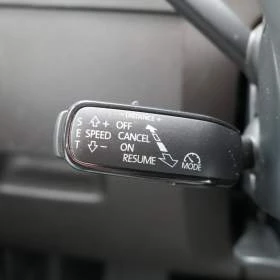 - DISTANCE +
S + OFF
E SPEED CANCEL
T - ON
RESUME
MODE